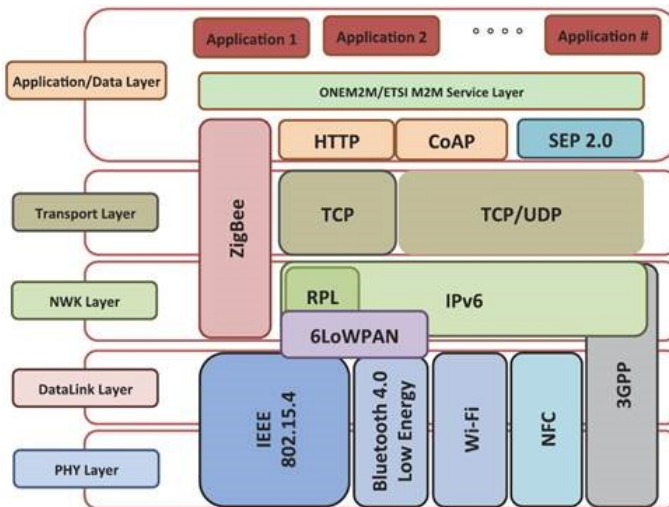 Application 1
Application 2
Application #
Application/Data Layer
ONEM2M/ETSI M2M Service Layer
HTTP
CoAP
SEP 2.0
ZigBee
Transport Layer
TCP
TCP/UDP
NWK Layer
RPL
IPv6
6LoWPAN
DataLink Layer
IEEE
802.15.4
Bluetooth 4.0
Low Energy
Wi-Fi
NFC
3GPP
PHY Layer